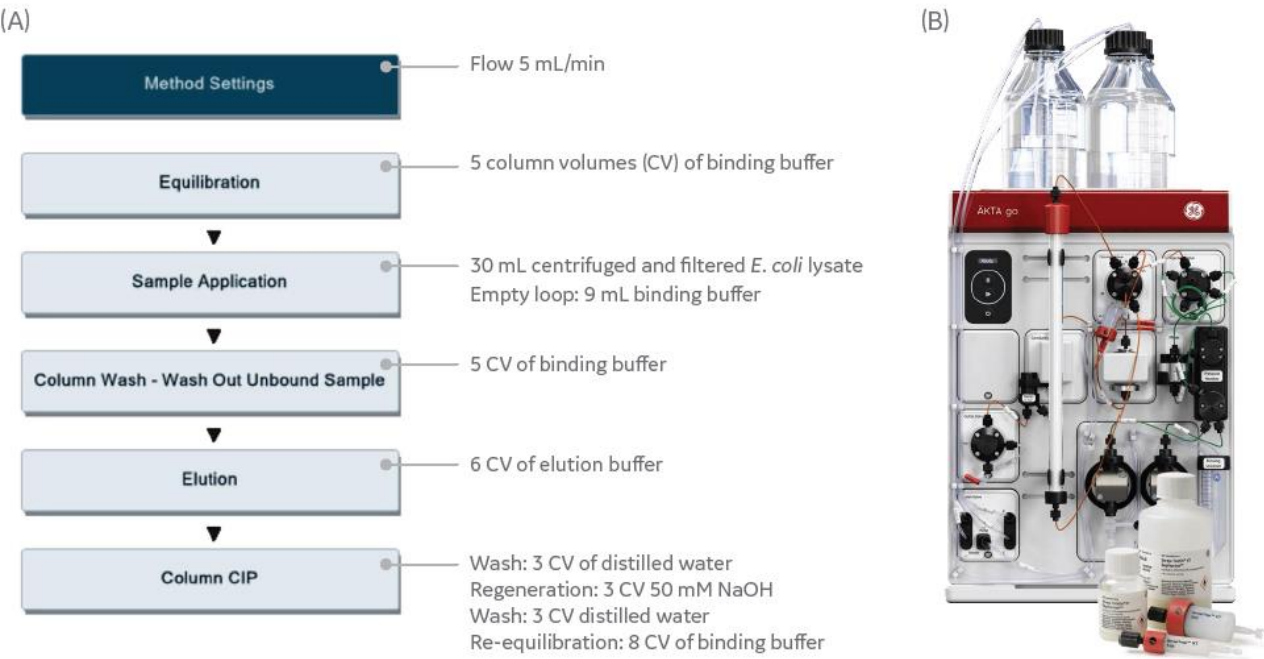 (A)
Method Settings
Flow 5 mL/min
Equilibration
5 column volumes (CV) of binding buffer
Sample Application
30 mL centrifuged and filtered E. coli lysate
Empty loop: 9 mL binding buffer
Column Wash - Wash Out Unbound Sample
5 CV of binding buffer
Elution
6 CV of elution buffer
Column CIP
Wash: 3 CV of distilled water
Regeneration: 3 CV 50 mM NaOH
Wash: 3 CV distilled water
Re-equilibration: 8 CV of binding buffer
(B)
ÄKTA go